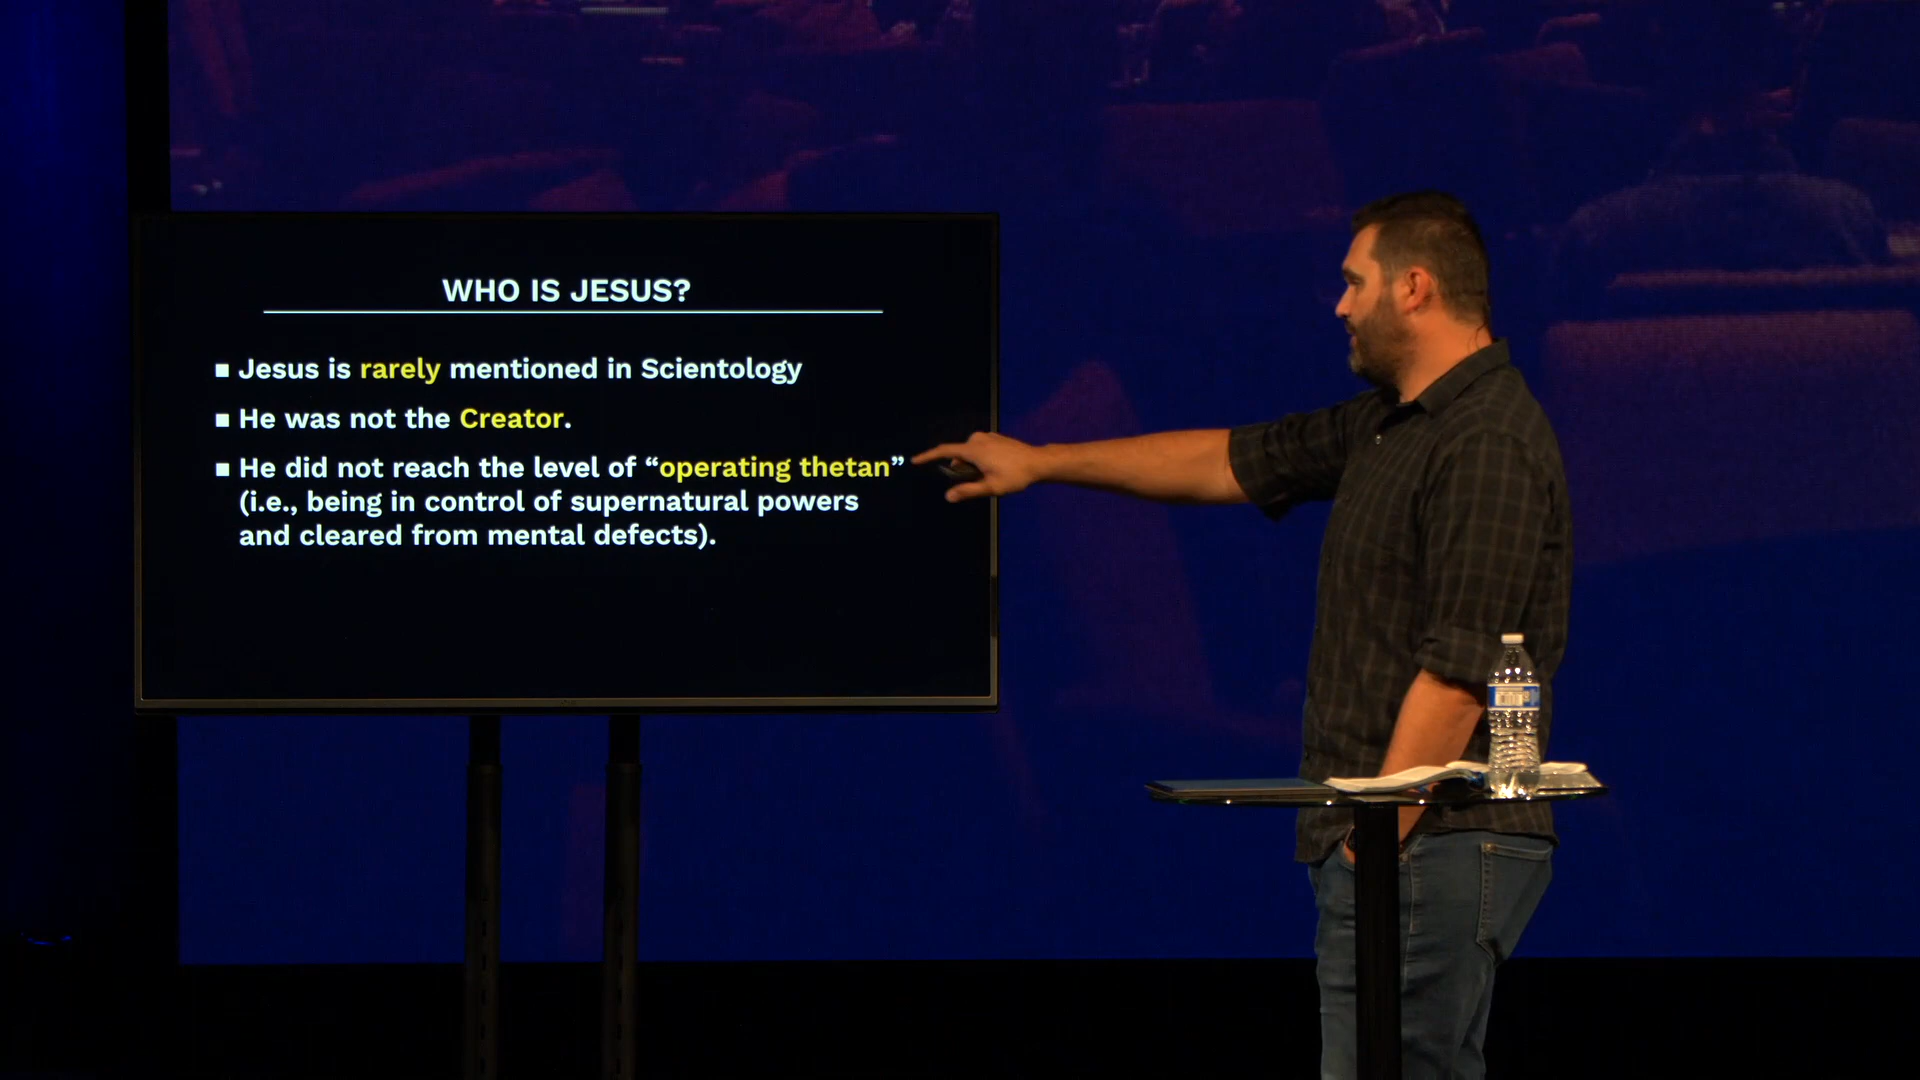 WHO IS JESUS?
■ Jesus is rarely mentioned in Scientology
■ He was not the Creator.
■ He did not reach the level of “operating thetan”
(i.e., being in control of supernatural powers
and cleared from mental defects).